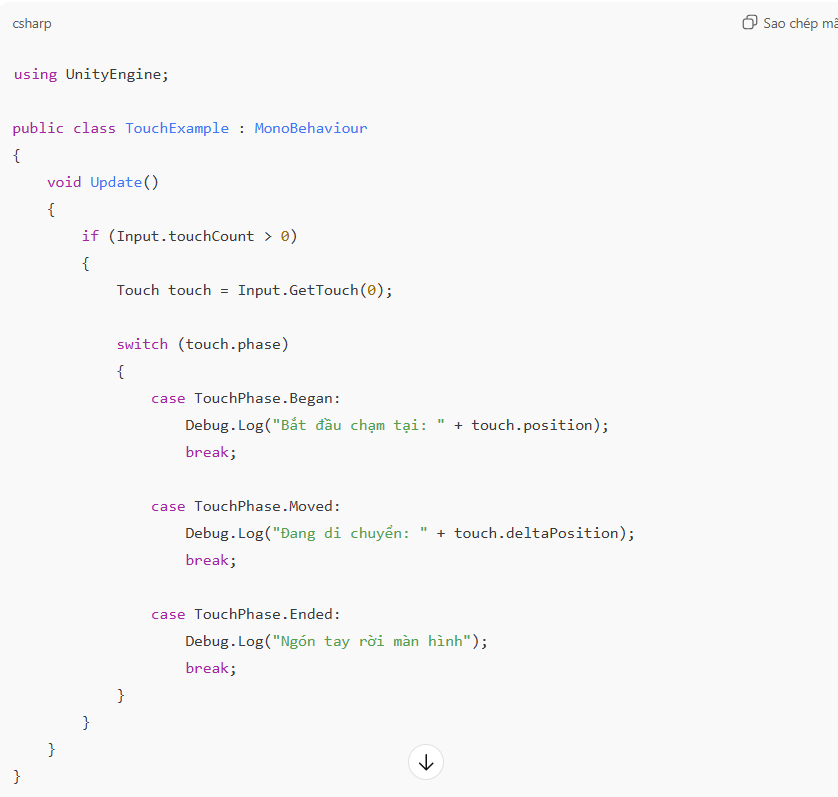 csharp
Sao chép mã
using UnityEngine;
public class TouchExample : MonoBehaviour
{
void Update()
{
if (Input.touchCount > 0)
{
Touch touch = Input.GetTouch(0);
switch (touch.phase)
{
case TouchPhase.Began:
Debug.Log("Bắt đầu chạm tại: " + touch.position);
break;
case TouchPhase.Moved:
Debug.Log("Đang di chuyển: " + touch.deltaPosition);
break;
case TouchPhase.Ended:
Debug.Log("Ngón tay rời màn hình");
break;
}
}
}
}